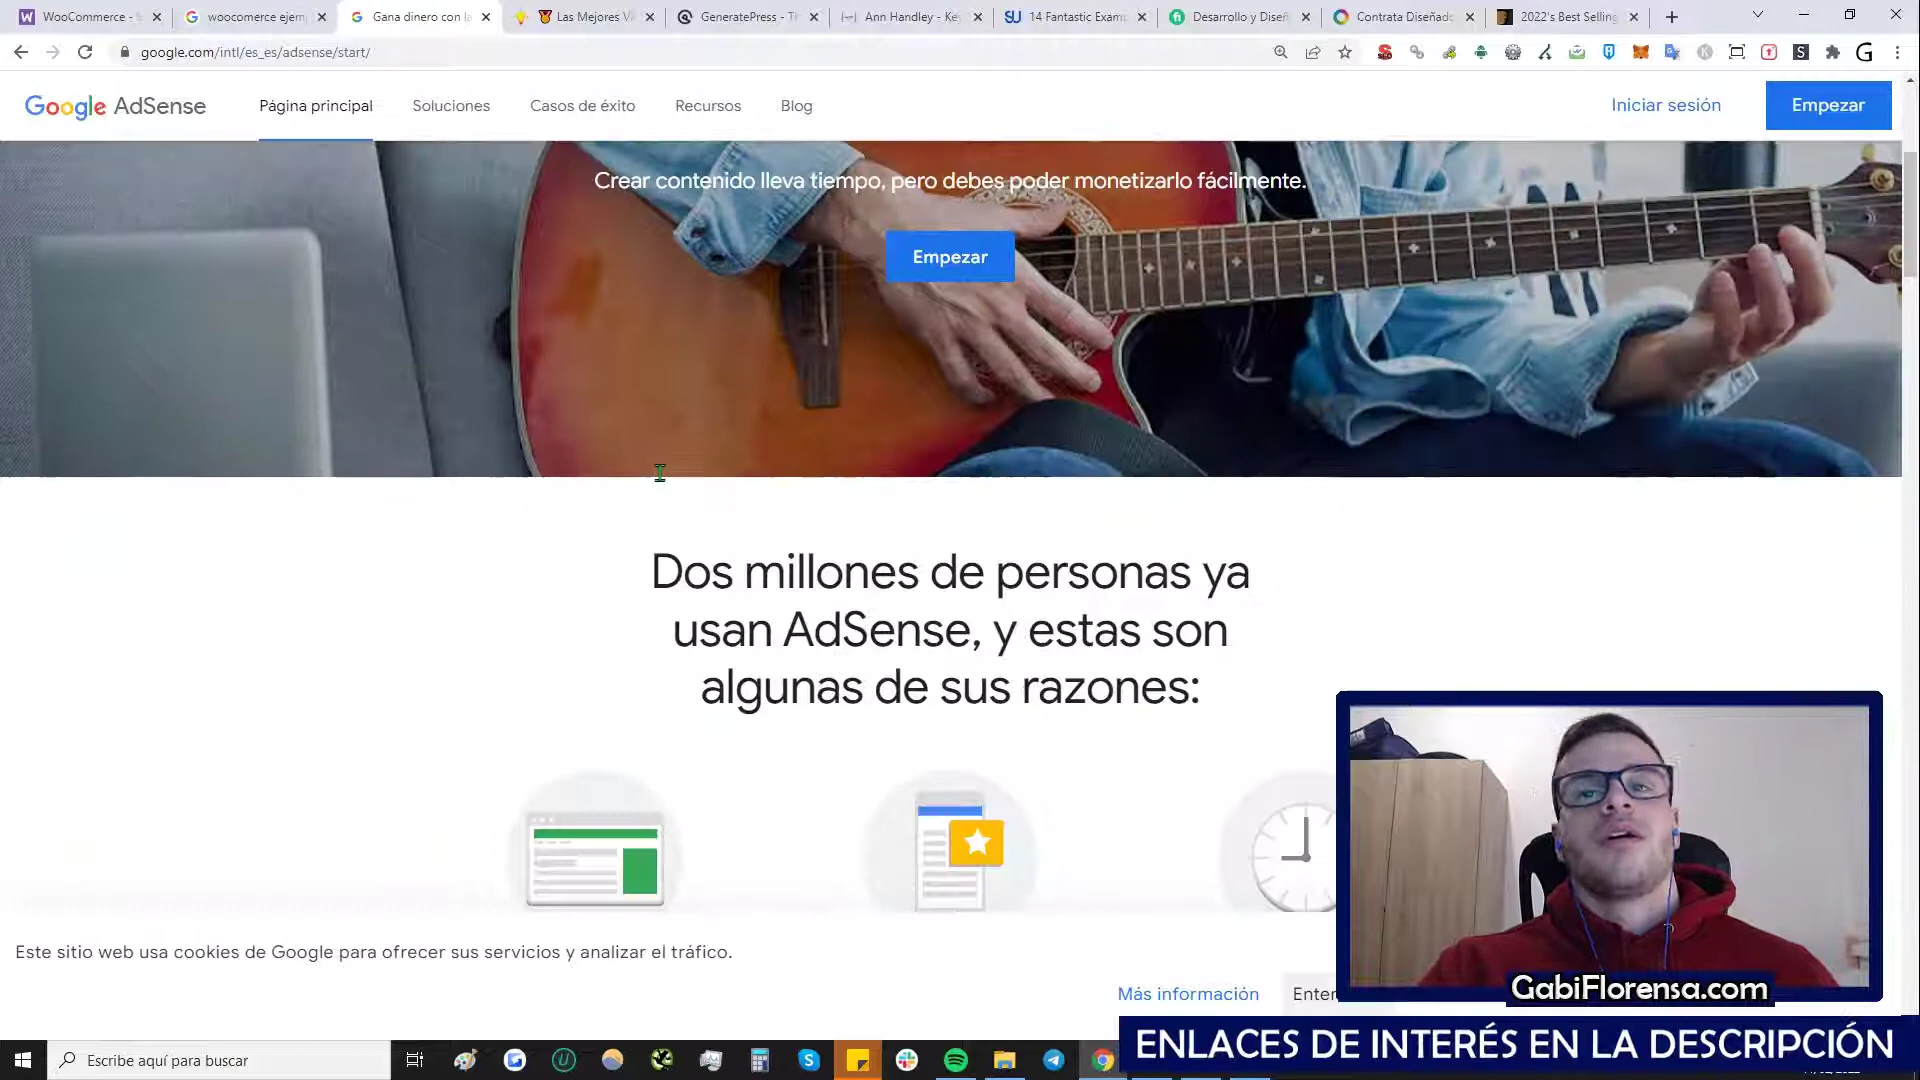 WooCommerce -
woocomerce ejem
Gana dinero con la
Las Mejores
GeneratePress - T
Ann Handley - Ke
14 Fantastic Exam
Desarrollo y Diseñ
Contrata Diseñado
2022's Best Selling
google.com/intl/es_es/adsense/start/
Google AdSense
Página principal
Soluciones
Casos de éxito
Recursos
Blog
Iniciar sesión
Empezar
Crear contenido lleva tiempo, pero debes poder monetizarlo fácilmente.
Empezar
Dos millones de personas ya
usan AdSense, y estas son
algunas de sus razones:
Este sitio web usa cookies de Google para ofrecer sus servicios y analizar el tráfico.
Más información
GabiFlorensa.com
ENLACES DE INTERÉS EN LA DESCRIPCIÓN
Escribe aquí para buscar